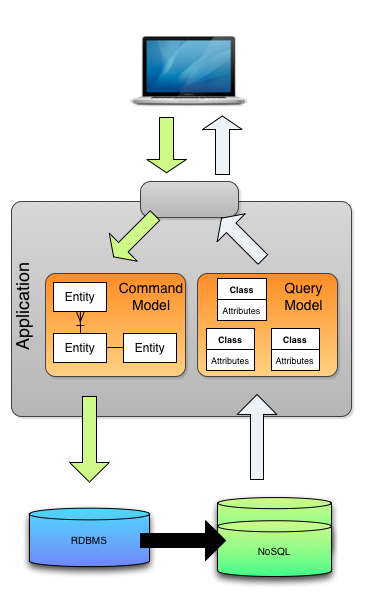 Application
Command
Model
Entity
Entity
Entity
Query
Model
Class
Attributes
Class
Attributes
Class
Attributes
RDBMS
NoSQL